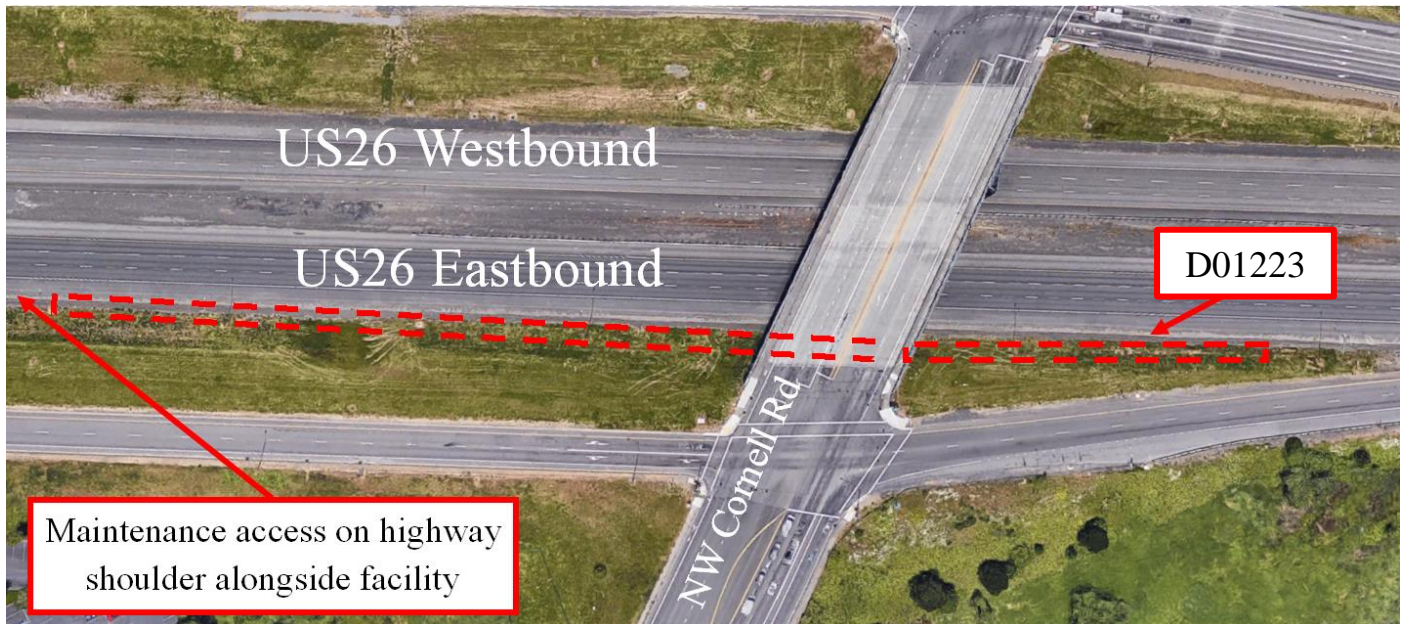 US26 Westbound
US26 Eastbound
D01223
NW Cornell Rd
Maintenance access on highway
shoulder alongside facility